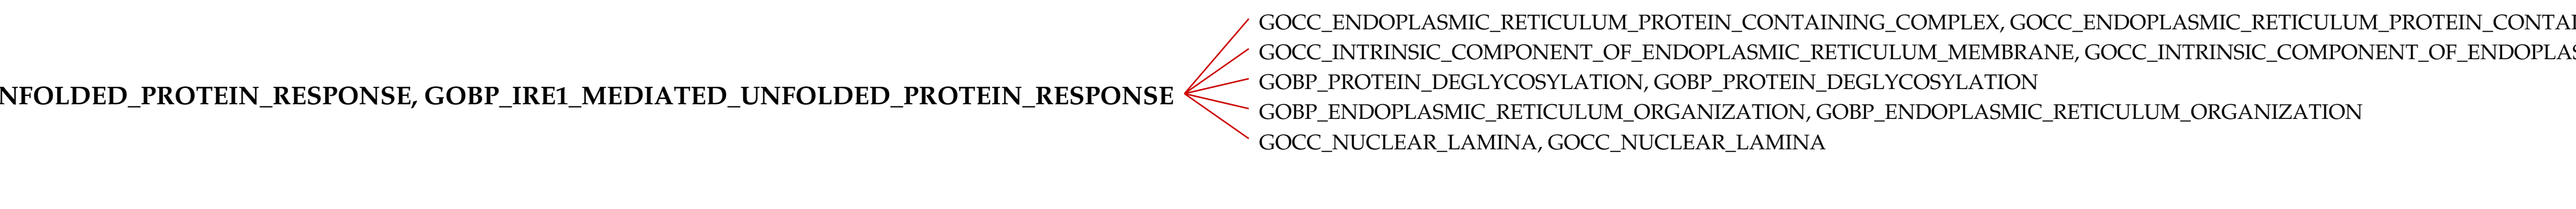 GOCC_ENDOPLASMIC_RETICULUM_PROTEIN_CONTAINING_COMPLEX, GOCC_ENDOPLASMIC_RETICULUM_PROTEIN_CONTAI
GOCC_INTRINSIC_COMPONENT_OF_ENDOPLASMIC_RETICULUM_MEMBRANE, GOCC_INTRINSIC_COMPONENT_OF_ENDOPLAS
GOBP_PROTEIN_DEGLYCOSYLATION, GOBP_PROTEIN_DEGLYCOSYLATION
NFOLDED_PROTEIN_RESPONSE, GOBP_IRE1_MEDIATED_UNFOLDED_PROTEIN_RESPONSE
GOBP_ENDOPLASMIC_RETICULUM_ORGANIZATION, GOBP_ENDOPLASMIC_RETICULUM_ORGANIZATION
GOCC_NUCLEAR_LAMINA, GOCC_NUCLEAR_LAMINA